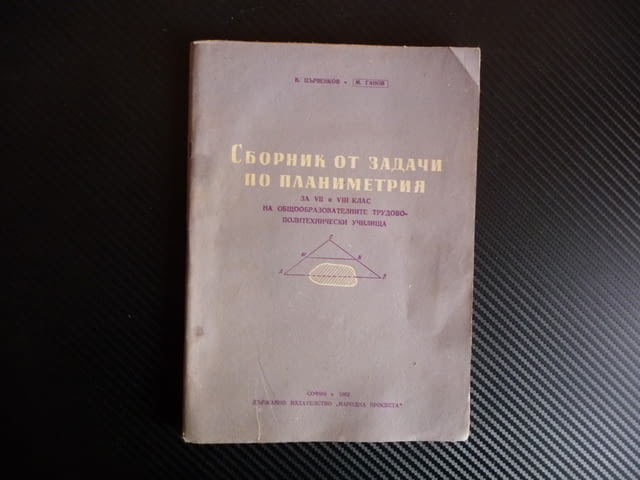 В. ЦЪРВЕНКОВ • М. ГАНОВ
СБОРНИК ОТ ЗАДАЧИ
ПО ПЛАНИМЕТРИЯ
ЗА VII и VIII КЛАС
НА ОБЩООБРАЗОВАТЕЛНИТЕ ТРУДОВО-
ПОЛИТЕХНИЧЕСКИ УЧИЛИЩА
C
M N
A B
СОФИЯ • 1962
ДЪРЖАВНО ИЗДАТЕЛСТВО „НАРОДНА ПРОСВЕТА"